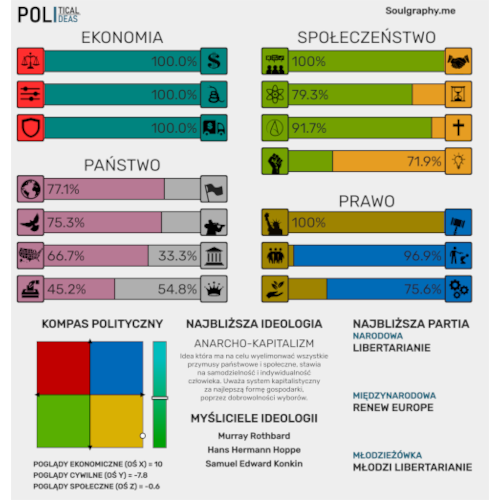 POLITICAL IDEAS
Soulgraphy.me
EKONOMIA
100.0%
100.0%
100.0%
SPOŁECZEŃSTWO
100%
79.3%
91.7%
71.9%
PAŃSTWO
77.1%
75.3%
66.7% 33.3%
45.2% 54.8%
PRAWO
100%
96.9%
75.6%
KOMPAS POLITYCZNY
POGLĄDY EKONOMICZNE (OŚ X) = 10
POGLĄDY CYWILNE (OŚ Y) = -7.8
POGLĄDY SPOŁECZNE (OŚ Z) = -0.6
NAJBLIŻSZA IDEOLOGIA
ANARCHO-KAPITALIZM
Idea która ma na celu wyelimować wszystkie
przymusy państwowe i społeczne, stawia
na samodzielność i indywidualność
człowieka. Uważa system kapitalistyczny
za najlepszą formę gospodarki,
poprzez dobrowolności wyborów.
MYŚLICIELE IDEOLOGII
Murray Rothbard
Hans Hermann Hoppe
Samuel Edward Konkin
NAJBLIŻSZA PARTIA
NARODOWA
LIBERTARIANIE
MIĘDZYNARODOWA
RENEW EUROPE
MŁODZIEŻÓWKA
MŁODZI LIBERTARIANIE